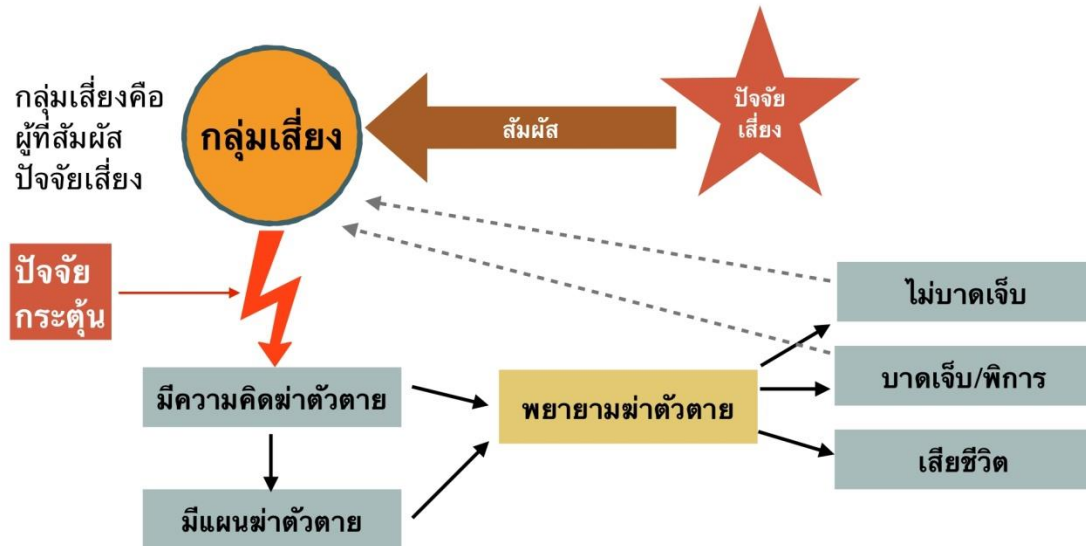 กลุ่มเสี่ยงคือ
ผู้ที่สัมผัส
ปัจจัยเสี่ยง
กลุ่มเสี่ยง
สัมผัส
ปัจจัย
เสี่ยง
ปัจจัย
กระตุ้น
มีความคิดฆ่าตัวตาย
มีแผนฆ่าตัวตาย
พยายามฆ่าตัวตาย
ไม่บาดเจ็บ
บาดเจ็บ/พิการ
เสียชีวิต